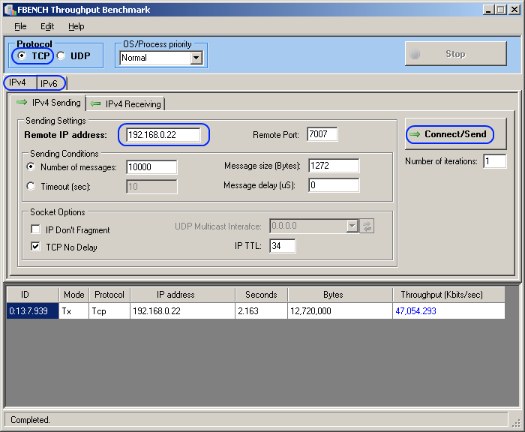 FBENCH Throughput Benchmark
File Edit Help
Protocol
TCP UDP
OS/Process priority
Normal
Stop
IPv4 IPv6
IPv4 Sending IPv4 Receiving
Sending Settings
Remote IP address: 192.168.0.22 Remote Port: 7007
Connect/Send
Number of iterations: 1
Sending Conditions
Number of messages: 10000 Message size (Bytes): 1272
Timeout (sec): 10 Message delay (uS): 0
Socket Options
IP Don't Fragment UDP Multicast Interafce: 0.0.0.0
TCP No Delay IP TTL: 34
ID Mode Protocol IP address Seconds Bytes Throughput (Kbits/sec)
0:13:7.939 Tx Tcp 192.168.0.22 2.163 12,720,000 47,054.293
Completed.